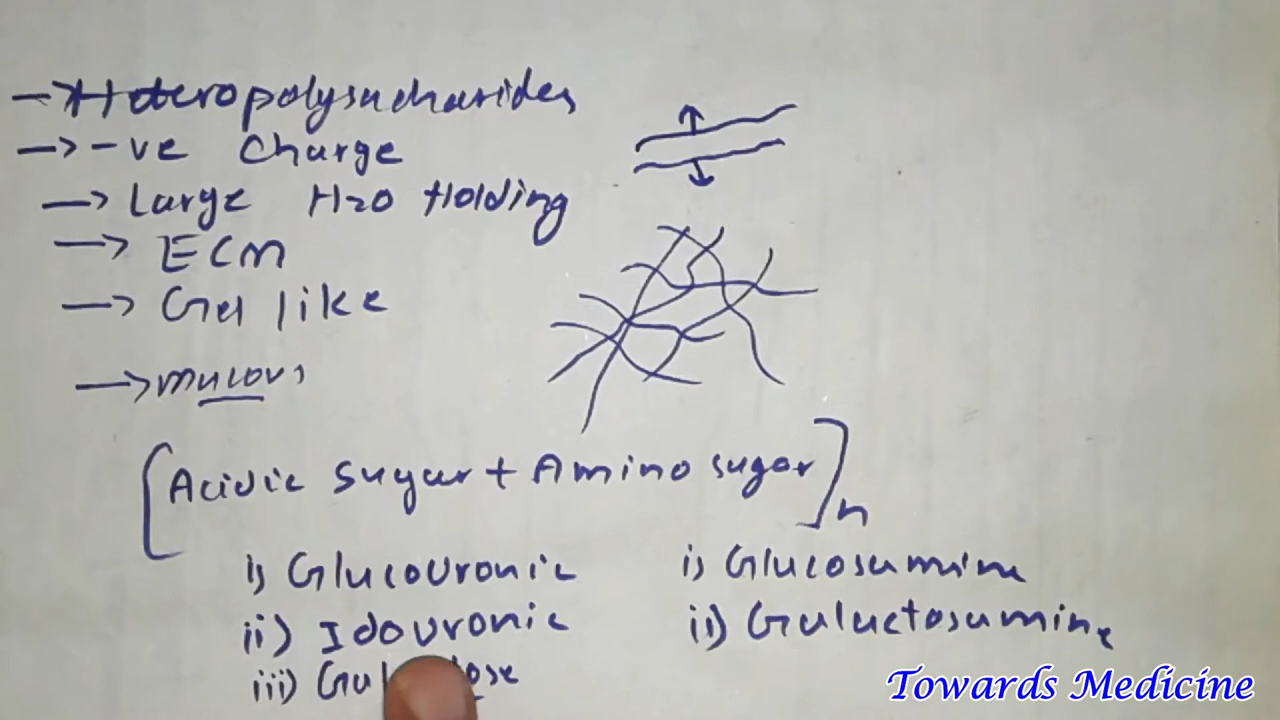 → Heteropolysaccharides
→ -ve charge
→ Large H2O Holding
→ ECM
→ Gel like
→ mucous
[Acidic sugar + Amino sugar]n
i) Glucouronic
i) Glucosamine
ii) Idouronic
ii) Galactosamine
iii)
Towards Medicine